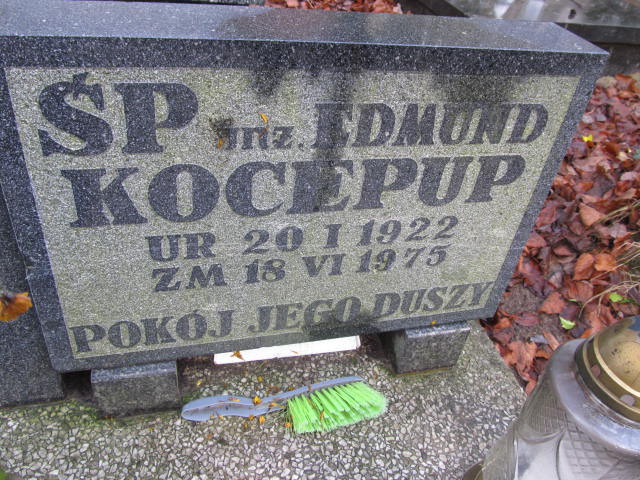 ŚP inż. EDMUND
KOCEPUP
UR 20 I 1922
ZM 18 VI 1975
POKÓJ JEGO DUSZY